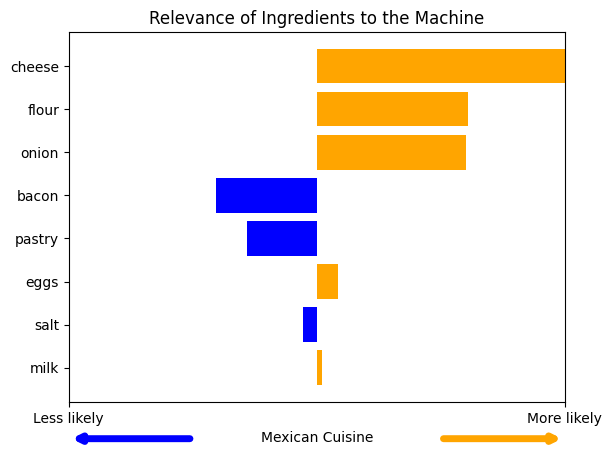 Relevance of Ingredients to the Machine
cheese
flour
onion
bacon
pastry
eggs
salt
milk
Less likely
More likely
Mexican Cuisine